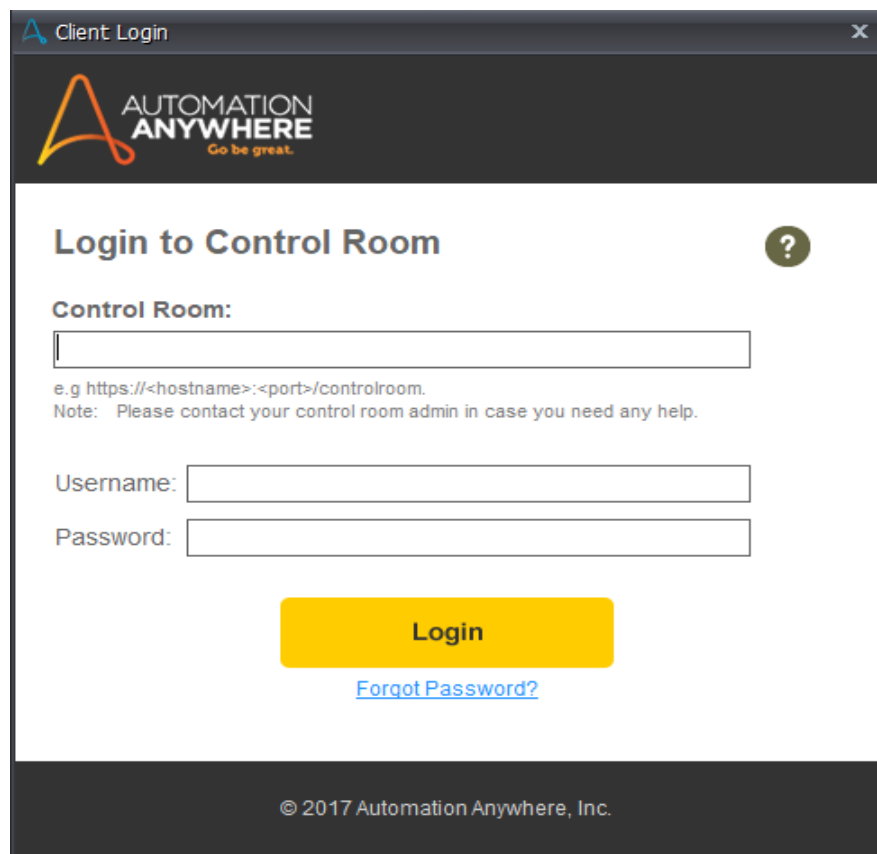 Client Login
X
AUTOMATION
ANYWHERE
Go be great.
Login to Control Room
?
Control Room:
e.g https://<hostname>:<port>/controlroom.
Note: Please contact your control room admin in case you need any help.
Username:
Password:
Login
Forgot Password?
© 2017 Automation Anywhere, Inc.